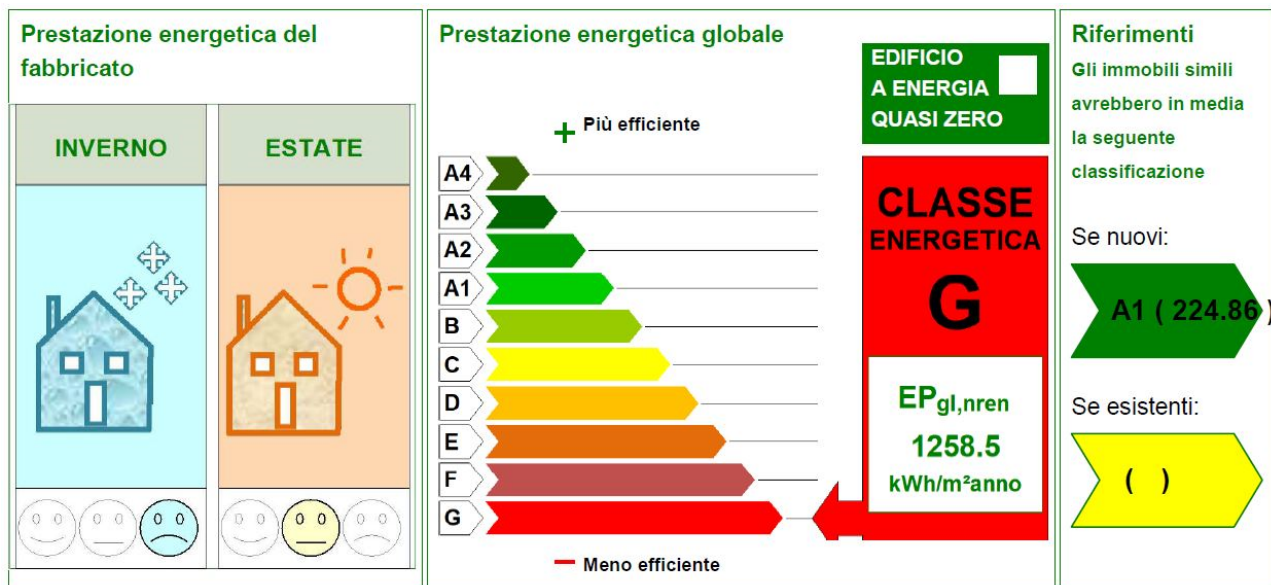 Prestazione energetica del
fabbricato
INVERNO
ESTATE
Prestazione energetica globale
+ Più efficiente
A4
A3
A2
A1
B
C
D
E
F
G
— Meno efficiente
EDIFICIO
A ENERGIA
QUASI ZERO
CLASSE
ENERGETICA
G
EPgl,nren
1258.5
kWh/m²anno
Riferimenti
Gli immobili simili
avrebbero in media
la seguente
classificazione
Se nuovi:
A1 ( 224.86 )
Se esistenti:
( )